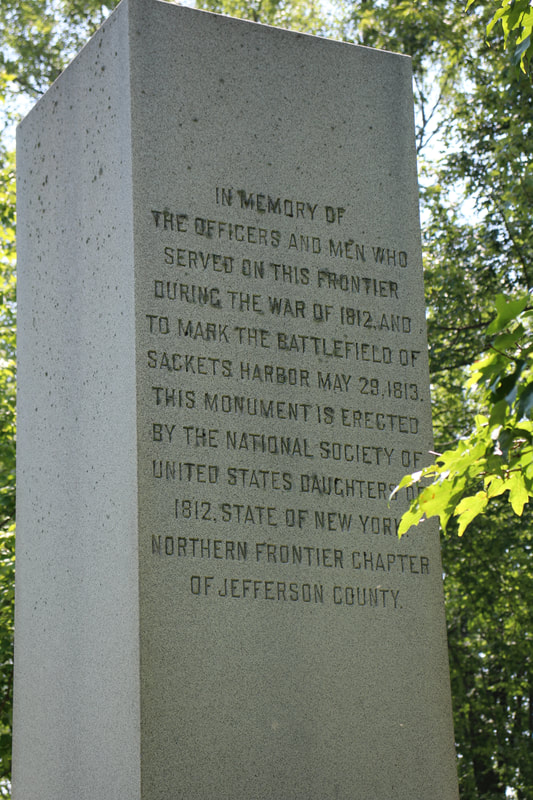 IN MEMORY OF
THE OFFICERS AND MEN WHO
SERVED ON THIS FRONTIER
DURING THE WAR OF 1812, AND
TO MARK THE BATTLEFIELD OF
SACKETS HARBOR MAY 29, 1813.
THIS MONUMENT IS ERECTED
BY THE NATIONAL SOCIETY OF
UNITED STATES DAUGHTERS OF
1812, STATE OF NEW YORK,
NORTHERN FRONTIER CHAPTER
OF JEFFERSON COUNTY.